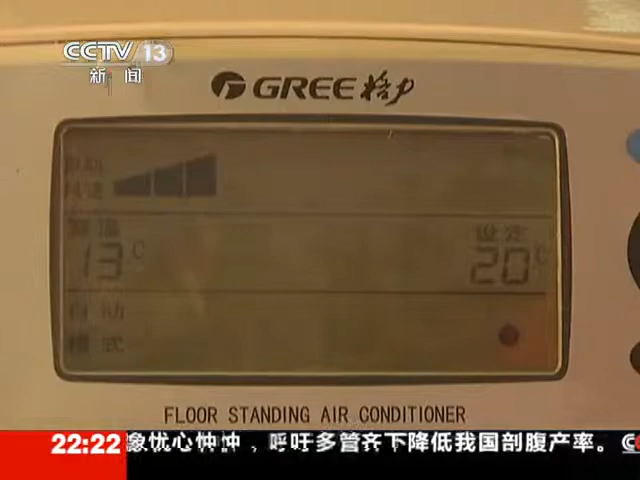 CCTV 13
新闻
GREE 格力
自动
风速
室温 设定
13℃ 20℃
自动
模式
FLOOR STANDING AIR CONDITIONER
22:22 象忧心忡忡，呼吁多管齐下降低我国剖腹产率。